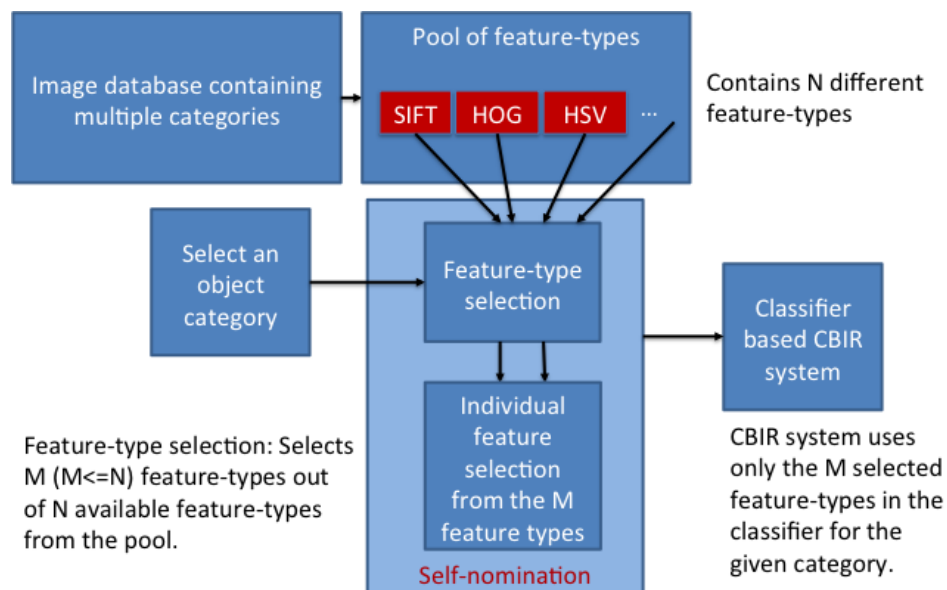 Image database containing
multiple categories
Pool of feature-types
SIFT
HOG
HSV
...
Contains N different
feature-types
Select an
object
category
Feature-type
selection
Classifier
based CBIR
system
Individual
feature
selection
from the M
feature types
Self-nomination
Feature-type selection: Selects
M (M<=N) feature-types out
of N available feature-types
from the pool.
CBIR system uses
only the M selected
feature-types in the
classifier for the
given category.